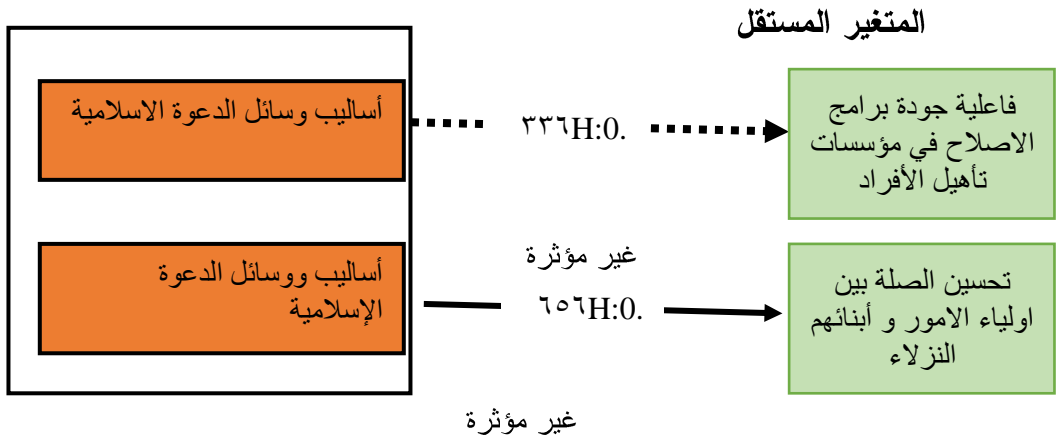 المتغير المستقل
أساليب وسائل الدعوة الاسلامية
٣٣٦H:0.
فاعلية جودة برامج
الاصلاح في مؤسسات
تأهيل الأفراد
أساليب ووسائل الدعوة
الإسلامية
غير مؤثرة
٦٥٦H:0.
تحسين الصلة بين
اولياء الامور و أبنائهم
النزلاء
غير مؤثرة